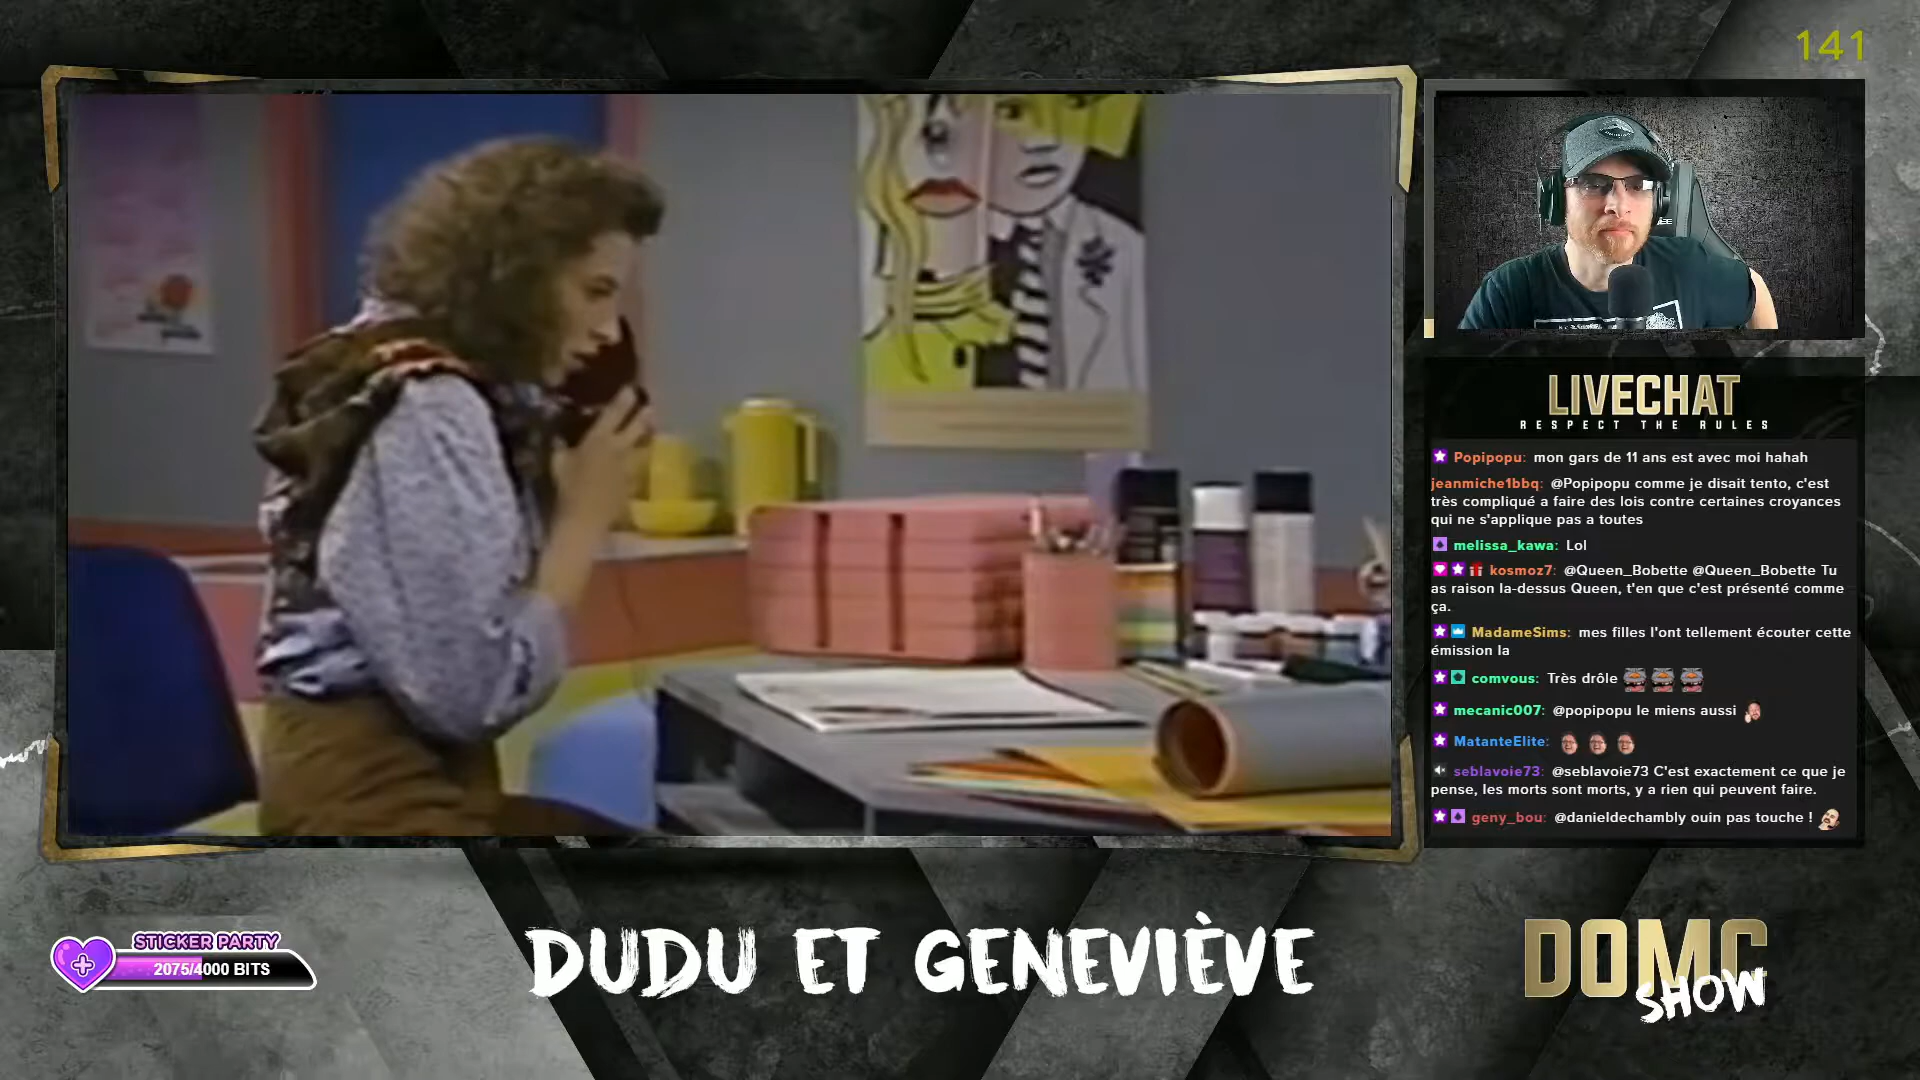 141
LIVECHAT
RESPECT THE RULES
Popipopu: mon gars de 11 ans est avec moi hahah
jeanmiche1bbq: @Popipopu comme je disait tento, c'est
très compliqué a faire des lois contre certaines croyances
qui ne s'applique pas a toutes
melissa_kawa: Lol
kosmoz7: @Queen_Bobette @Queen_Bobette Tu
as raison la-dessus Queen, t'en que c'est présenté comme
ça.
MadameSims: mes filles l'ont tellement écouter cette
émission la
comvous: Très drôle
mecanic007: @popipopu le miens aussi
MatanteElite:
seblavoie73: @seblavoie73 C'est exactement ce que je
pense, les morts sont morts, y a rien qui peuvent faire.
geny_bou: @danieldechambly ouin pas touche !
STICKER PARTY
2075/4000 BITS
DUDU ET GENEVIÈVE
DOMC
SHOW